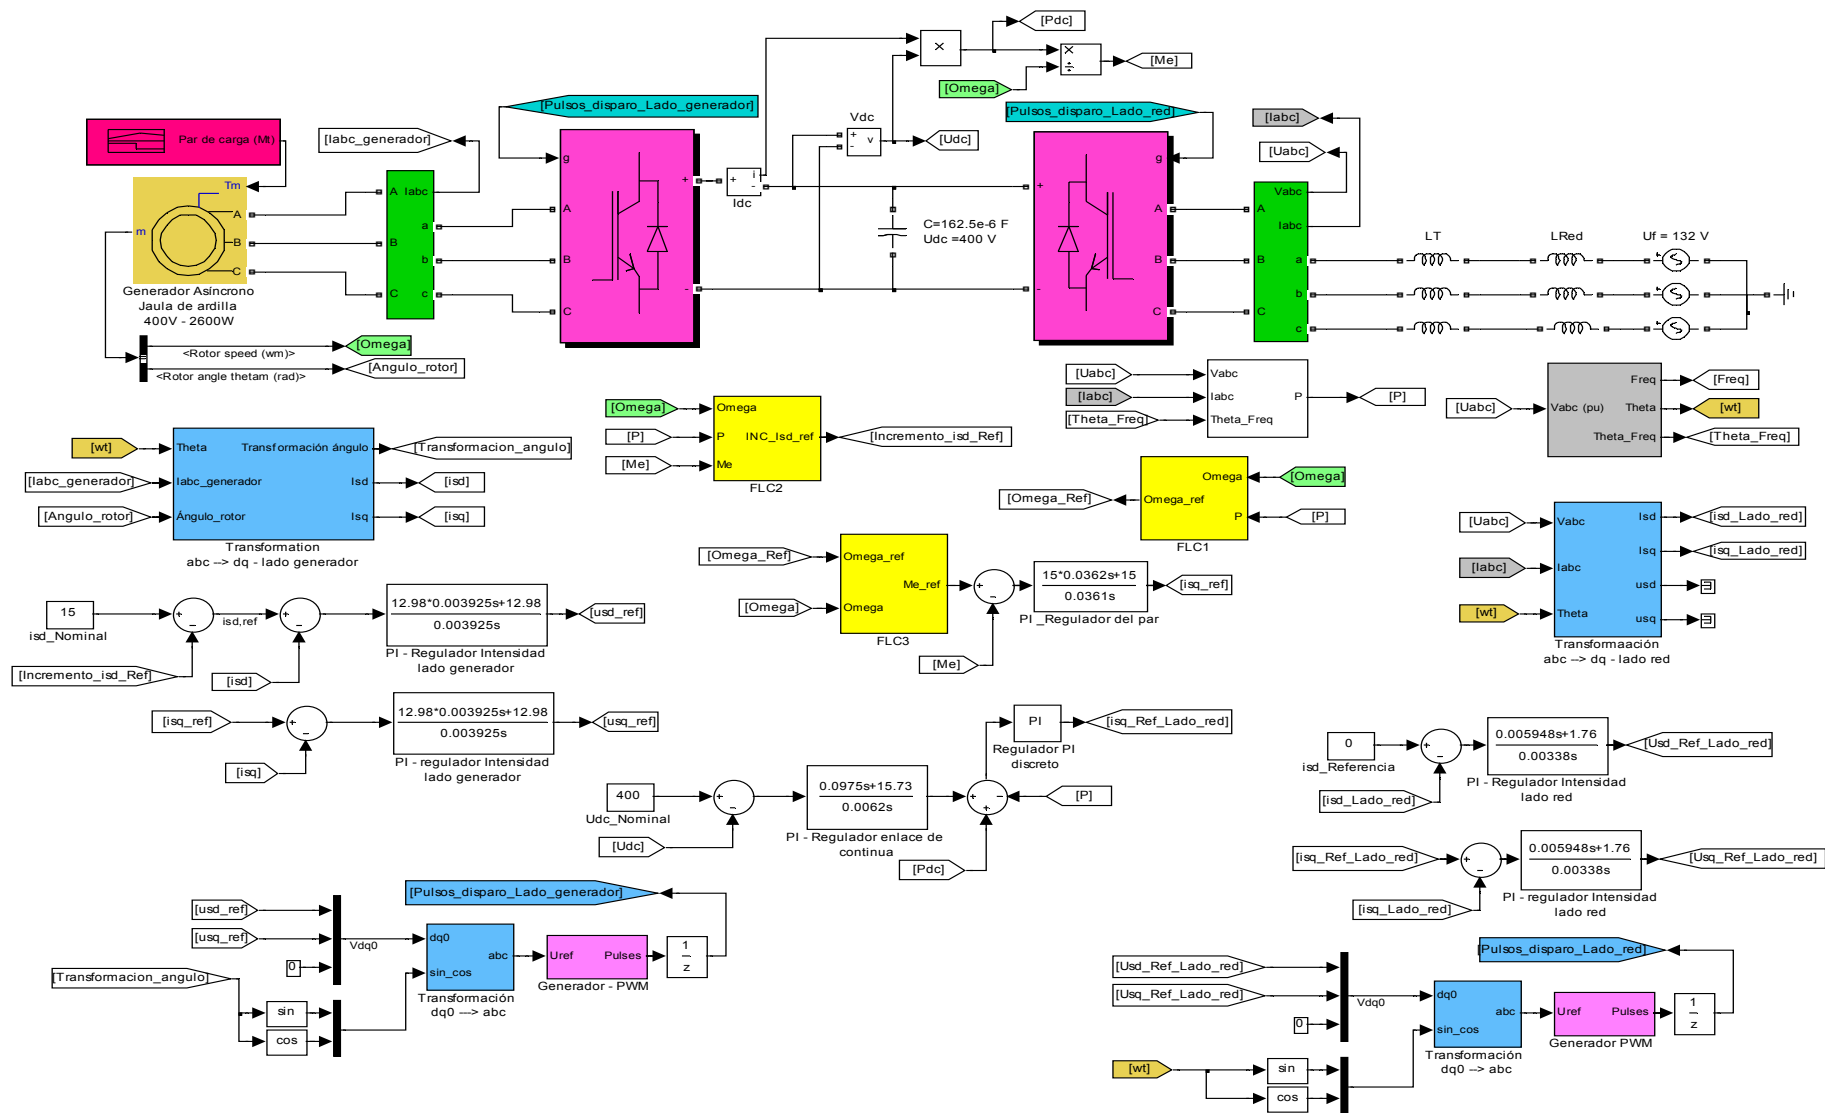 [Pdc]
×
×
÷
[Me]
[Omega]
[Pulsos_disparo_Lado_generador]
[Pulsos_disparo_Lado_red]
Vdc
+
-
v
[Udc]
[Iabc]
[Uabc]
Par de carga (Mt)
[Iabc_generador]
Tm
m
A
B
C
Generador Asíncrono
Jaula de ardilla
400V - 2600W
A
B
C
Iabc
a
b
c
g
A
B
C
+
-
+
i
-
Idc
C=162.5e-6 F
Udc =400 V
g
+
-
A
B
C
Vabc
Iabc
A
B
C
a
b
c
LT
LRed
Uf = 132 V
<Rotor speed (wm)>
[Omega]
<Rotor angle thetam (rad)>
[Angulo_rotor]
[Uabc]
[Iabc]
[Theta_Freq]
Vabc
Iabc
Theta_Freq
P
[P]
[Uabc]
Vabc (pu)
Freq
Theta
Theta_Freq
[Freq]
[wt]
[Theta_Freq]
[Omega]
[P]
[Me]
Omega
P
Me
INC_Isd_ref
[Incremento_isd_Ref]
FLC2
[wt]
[Iabc_generador]
[Angulo_rotor]
Theta
Iabc_generador
Ángulo_rotor
Transformación ángulo
Isd
Isq
[Transformacion_angulo]
[isd]
[isq]
Transformation
abc --> dq - lado generador
[Omega_Ref]
Omega
Omega_ref
P
[Omega]
[P]
FLC1
[Uabc]
[Iabc]
[wt]
Vabc
Iabc
Theta
Isd
Isq
usd
usq
[isd_Lado_red]
[isq_Lado_red]
Transformaación
abc --> dq - lado red
[Omega_Ref]
[Omega]
Omega_ref
Omega
Me_ref
FLC3
[Me]
+
-
15*0.0362s+15
0.0361s
PI _Regulador del par
[isq_ref]
15
isd_Nominal
+
-
isd,ref
+
-
12.98*0.003925s+12.98
0.003925s
PI - Regulador Intensidad
lado generador
[usd_ref]
[Incremento_isd_Ref]
[isd]
[isq_ref]
+
-
12.98*0.003925s+12.98
0.003925s
PI - regulador Intensidad
lado generador
[usq_ref]
[isq]
400
Udc_Nominal
+
-
[Udc]
0.0975s+15.73
0.0062s
PI - Regulador enlace de
continua
+
-
+
[P]
[Pdc]
PI
Regulador PI
discreto
[isq_Ref_Lado_red]
0
isd_Referencia
+
-
[isd_Lado_red]
0.005948s+1.76
0.00338s
PI - Regulador Intensidad
lado red
[Usd_Ref_Lado_red]
[isq_Ref_Lado_red]
+
-
[isq_Lado_red]
0.005948s+1.76
0.00338s
PI - regulador Intensidad
lado red
[Usq_Ref_Lado_red]
[Pulsos_disparo_Lado_generador]
[usd_ref]
[usq_ref]
0
Vdq0
[Transformacion_angulo]
sin
cos
dq0
sin_cos
abc
Transformación
dq0 ---> abc
Uref
Pulses
Generador - PWM
1
z
[Pulsos_disparo_Lado_red]
[Usd_Ref_Lado_red]
[Usq_Ref_Lado_red]
0
Vdq0
[wt]
sin
cos
dq0
sin_cos
abc
Transformación
dq0 --> abc
Uref
Pulses
Generador PWM
1
z